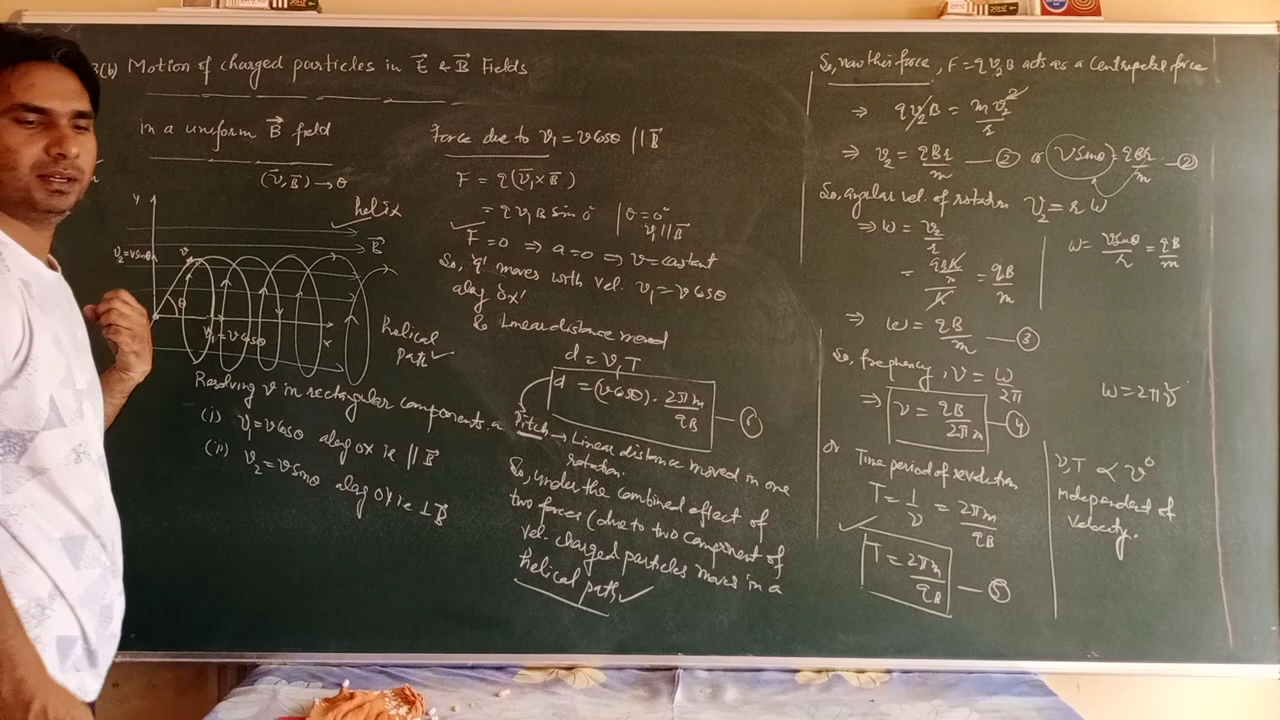 3(b) Motion of charged particles in E⃗ & B⃗ Fields
in a uniform B⃗ field
(v⃗, B⃗) → θ
y
helix
B⃗
v₂=vsinθ
v
θ
v₁=vcosθ
x
helical
path ✓
Resolving v in rectangular components.
(i) v₁=vcosθ along ox ie || B⃗
(ii) v₂=vsinθ along oy ie ⊥ B⃗
Force due to v₁=vcosθ || B⃗
F = q(v⃗₁×B⃗)
= qv₁B sin 0° | θ=0°
v₁||B⃗
F=0 ⇒ a=0 ⇒ v=constant
So, 'q' moves with vel. v₁=vcosθ
along ox'
So Linear distance moved
d = v₁T
d = (vcosθ). 2πm/qB — (6)
Pitch → Linear distance moved in one
rotation.
So, under the combined effect of
two forces (due to two component of
vel. charged particles moves in a
helical path, ✓
So, now this force, F = qv₂B acts as a centripetal force
⇒ qv₂B = mv₂²/r
⇒ v₂ = qBr/m — (2) or vsinθ = qBr/m — (2)
So, angular vel. of rotation v₂ = rω
⇒ ω = v₂/r
= qBr/m / r = qB/m
ω = vsinθ/r = qB/m
⇒ ω = qB/m — (3)
So, frequency, ν = ω/2π
ω = 2πν
⇒ ν = qB/2πm — (4)
or Time period of revolution
T = 1/ν = 2πm/qB
✓ T = 2πm/qB — (5)
ν,T ∝ v⁰
independent of
velocity.